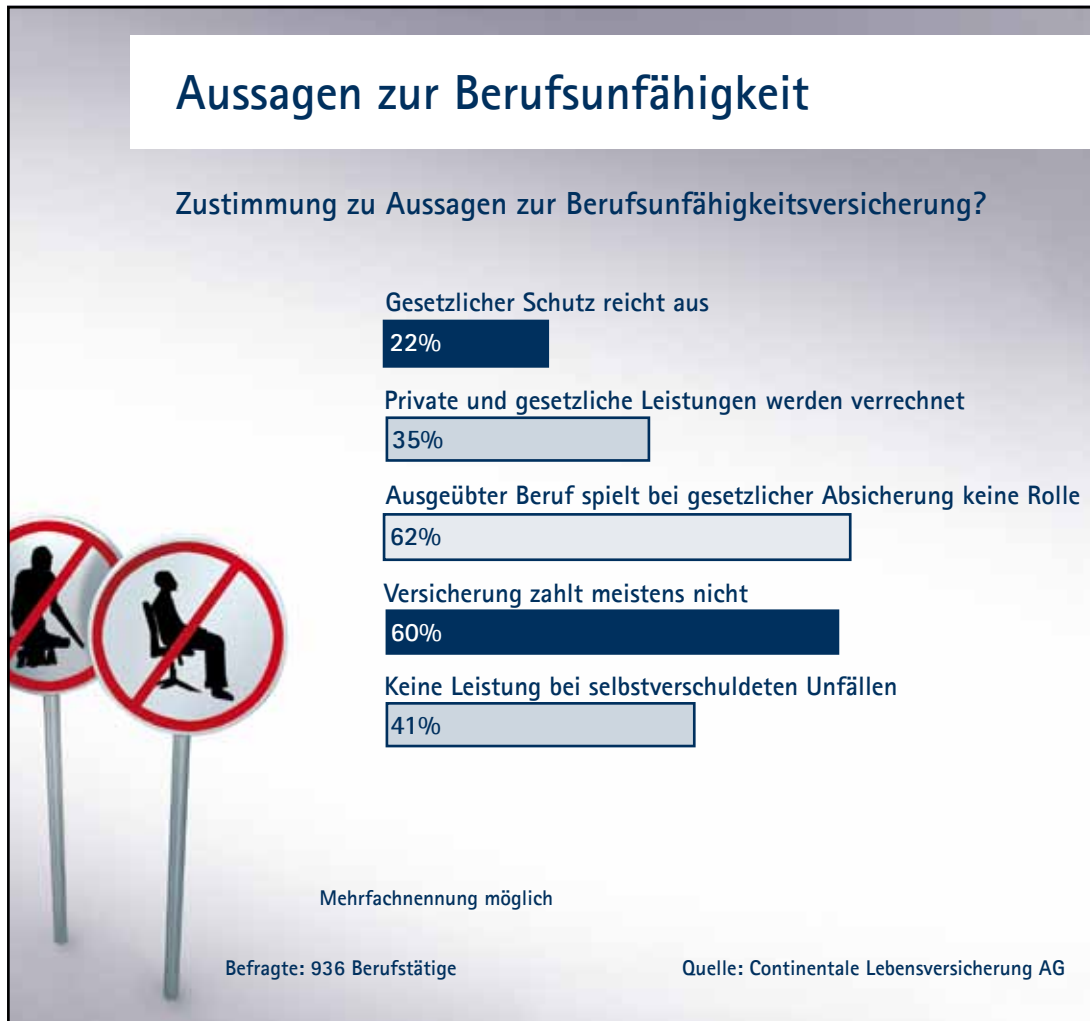 Aussagen zur Berufsunfähigkeit
Zustimmung zu Aussagen zur Berufsunfähigkeitsversicherung?
Gesetzlicher Schutz reicht aus
22%
Private und gesetzliche Leistungen werden verrechnet
35%
Ausgeübter Beruf spielt bei gesetzlicher Absicherung keine Rolle
62%
Versicherung zahlt meistens nicht
60%
Keine Leistung bei selbstverschuldeten Unfällen
41%
Mehrfachnennung möglich
Befragte: 936 Berufstätige
Quelle: Continentale Lebensversicherung AG